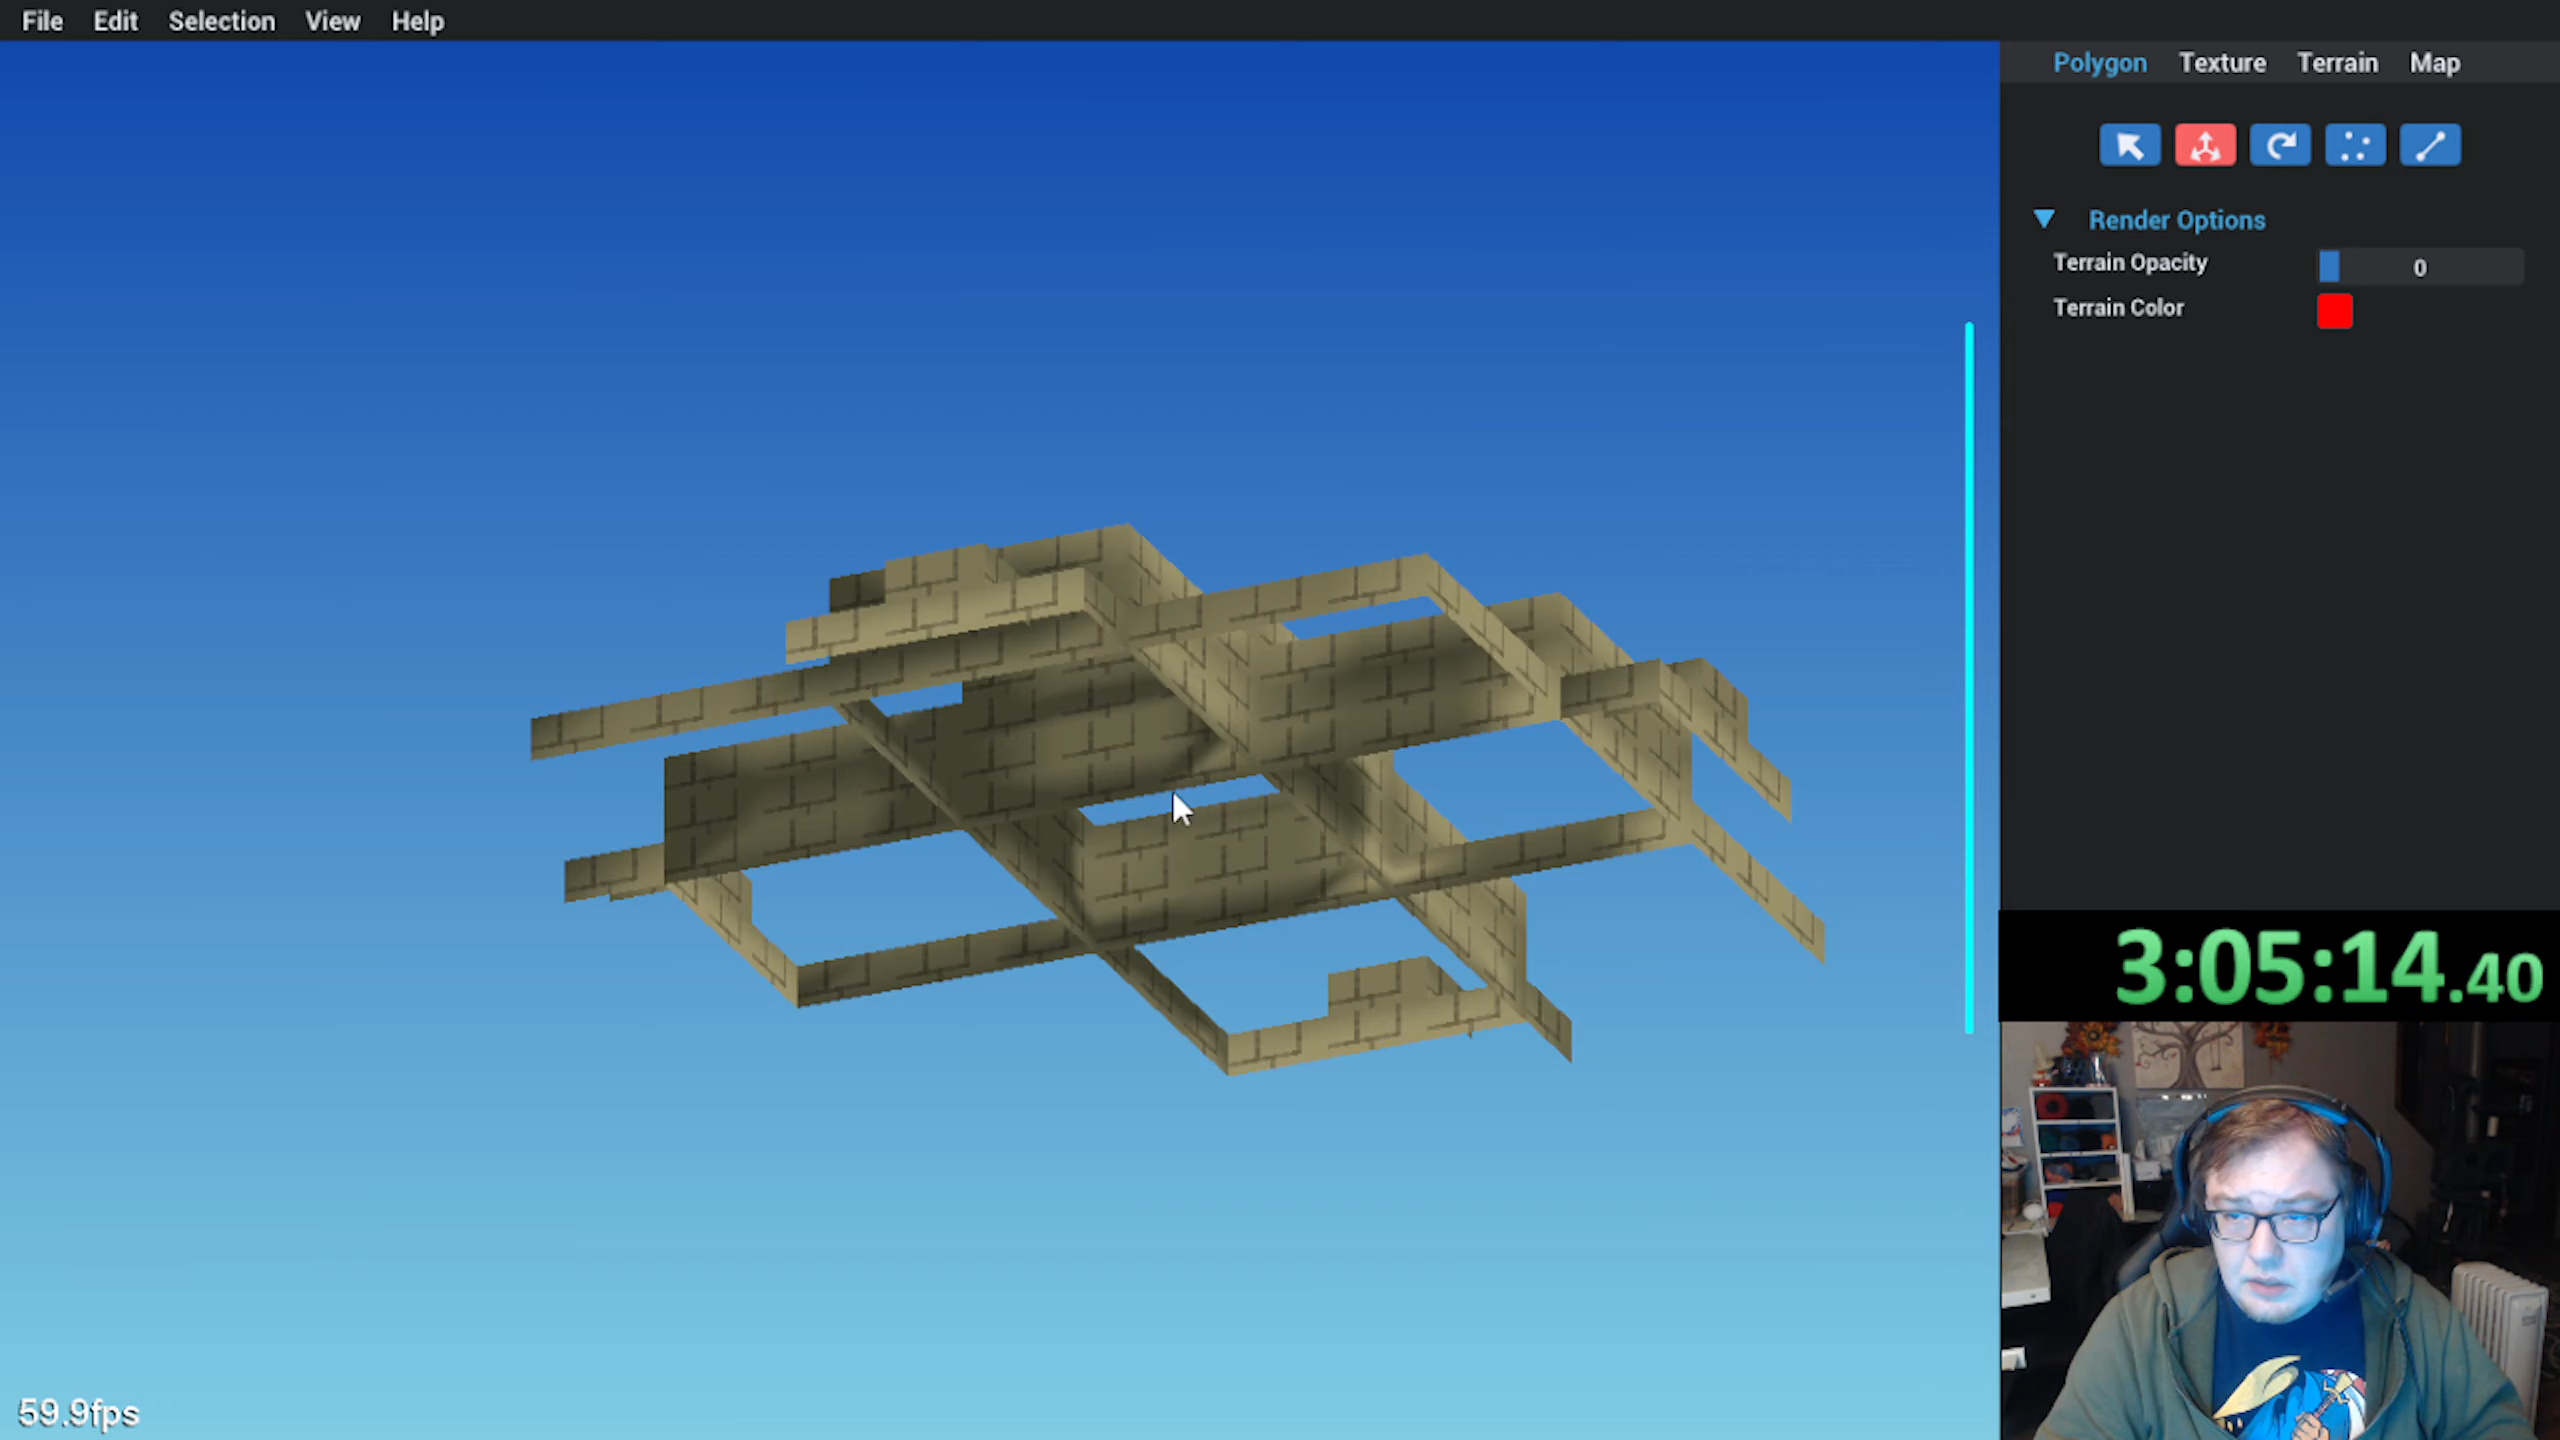 File Edit Selection View Help
Polygon Texture Terrain Map
Render Options
Terrain Opacity 0
Terrain Color
3:05:14.40
59.9fps